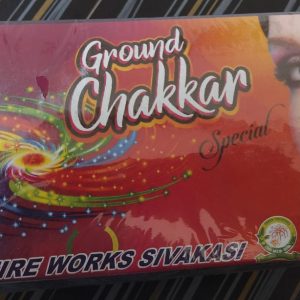 Ground
Chakkar
Special
IRE WORKS SIVAKASI